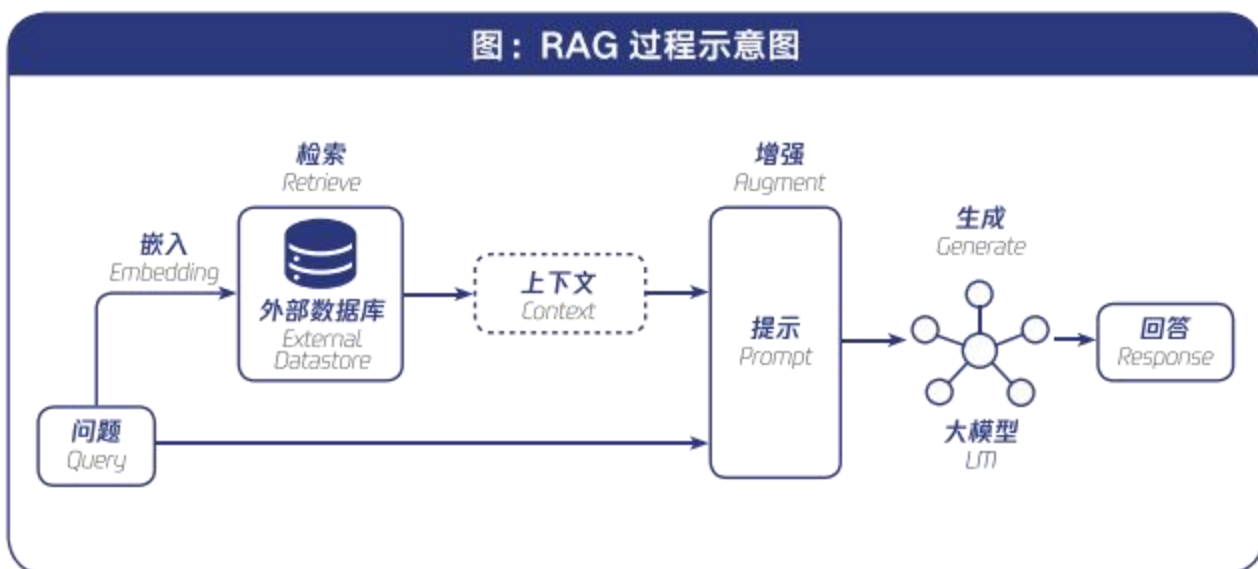 图：RAG 过程示意图
检索
Retrieve
增强
Augment
生成
Generate
嵌入
Embedding
外部数据库
External
Datastore
上下文
Context
提示
Prompt
回答
Response
问题
Query
大模型
LM